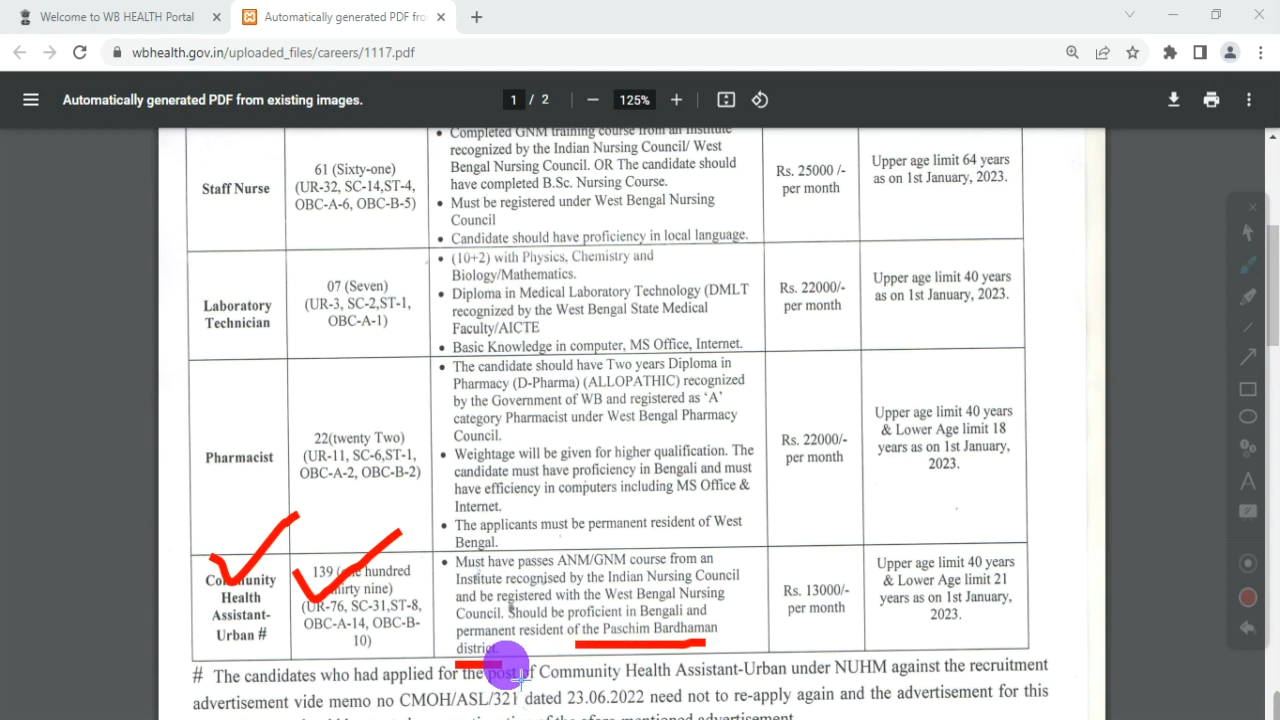 Welcome to WB HEALTH Portal
Automatically generated PDF fro
wbhealth.gov.in/uploaded_files/careers/1117.pdf
Automatically generated PDF from existing images.
1 / 2
125%
Completed GNM training course from an Institute
recognized by the Indian Nursing Council/ West
Bengal Nursing Council. OR The candidate should
have completed B.Sc. Nursing Course.
Must be registered under West Bengal Nursing
Council
Candidate should have proficiency in local language.
Staff Nurse
61 (Sixty-one)
(UR-32, SC-14,ST-4,
OBC-A-6, OBC-B-5)
Rs. 25000 /-
per month
Upper age limit 64 years
as on 1st January, 2023.
Laboratory
Technician
07 (Seven)
(UR-3, SC-2,ST-1,
OBC-A-1)
(10+2) with Physics, Chemistry and
Biology/Mathematics.
Diploma in Medical Laboratory Technology (DMLT
recognized by the West Bengal State Medical
Faculty/AICTE
Basic Knowledge in computer, MS Office, Internet.
Rs. 22000/-
per month
Upper age limit 40 years
as on 1st January, 2023.
Pharmacist
22(twenty Two)
(UR-11, SC-6,ST-1,
OBC-A-2, OBC-B-2)
The candidate should have Two years Diploma in
Pharmacy (D-Pharma) (ALLOPATHIC) recognized
by the Government of WB and registered as ‘A’
category Pharmacist under West Bengal Pharmacy
Council.
Weightage will be given for higher qualification. The
candidate must have proficiency in Bengali and must
have efficiency in computers including MS Office &
Internet.
The applicants must be permanent resident of West
Bengal.
Rs. 22000/-
per month
Upper age limit 40 years
& Lower Age limit 18
years as on 1st January,
2023.
Community
Health
Assistant-
Urban #
139 (one hundred
thirty nine)
(UR-76, SC-31,ST-8,
OBC-A-14, OBC-B-
10)
Must have passes ANM/GNM course from an
Institute recognised by the Indian Nursing Council
and be registered with the West Bengal Nursing
Council. Should be proficient in Bengali and
permanent resident of the Paschim Bardhaman
district.
Rs. 13000/-
per month
Upper age limit 40 years
& Lower Age limit 21
years as on 1st January,
2023.
# The candidates who had applied for the post of Community Health Assistant-Urban under NUHM against the recruitment
advertisement vide memo no CMOH/ASL/321 dated 23.06.2022 need not to re-apply again and the advertisement for this